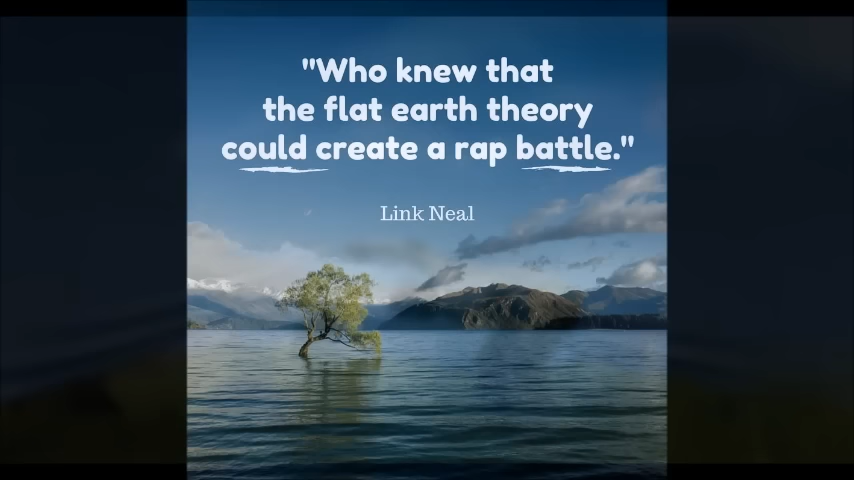 "Who knew that
the flat earth theory
could create a rap battle."
Link Neal